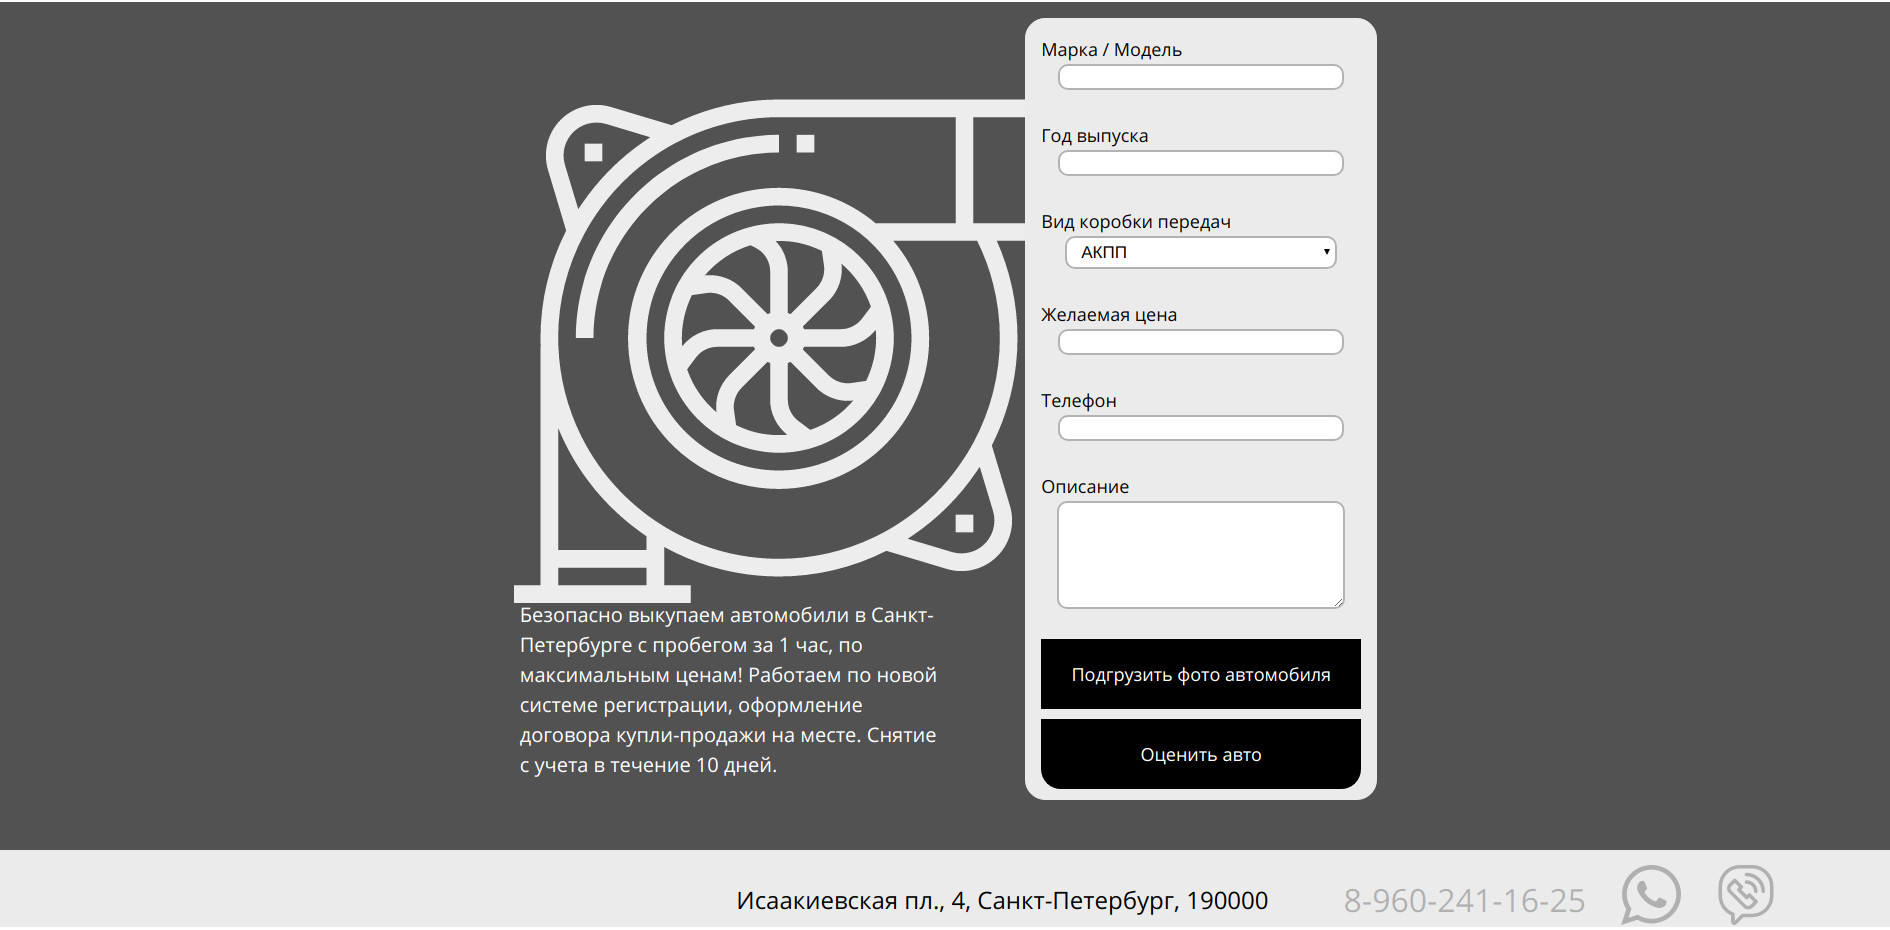 Марка / Модель
Год выпуска
Вид коробки передач
АКПП
Желаемая цена
Телефон
Описание
Подгрузить фото автомобиля
Оценить авто
Безопасно выкупаем автомобили в Санкт-
Петербурге с пробегом за 1 час, по
максимальным ценам! Работаем по новой
системе регистрации, оформление
договора купли-продажи на месте. Снятие
с учета в течение 10 дней.
Исаакиевская пл., 4, Санкт-Петербург, 190000
8-960-241-16-25